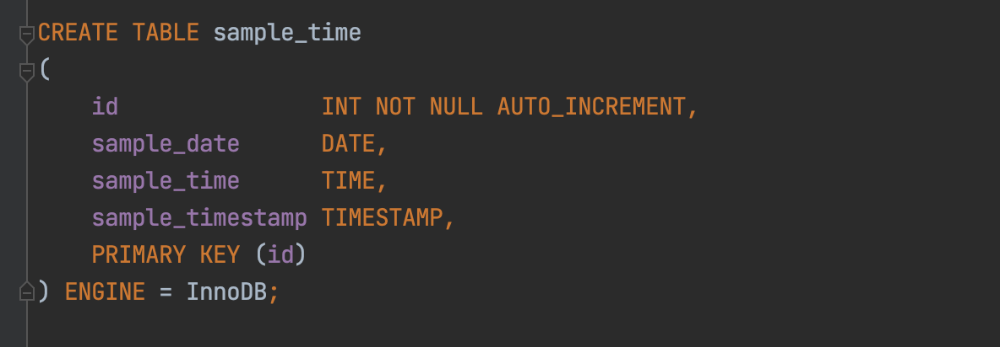 CREATE TABLE sample_time
(
    id               INT NOT NULL AUTO_INCREMENT,
    sample_date      DATE,
    sample_time      TIME,
    sample_timestamp TIMESTAMP,
    PRIMARY KEY (id)
) ENGINE = InnoDB;